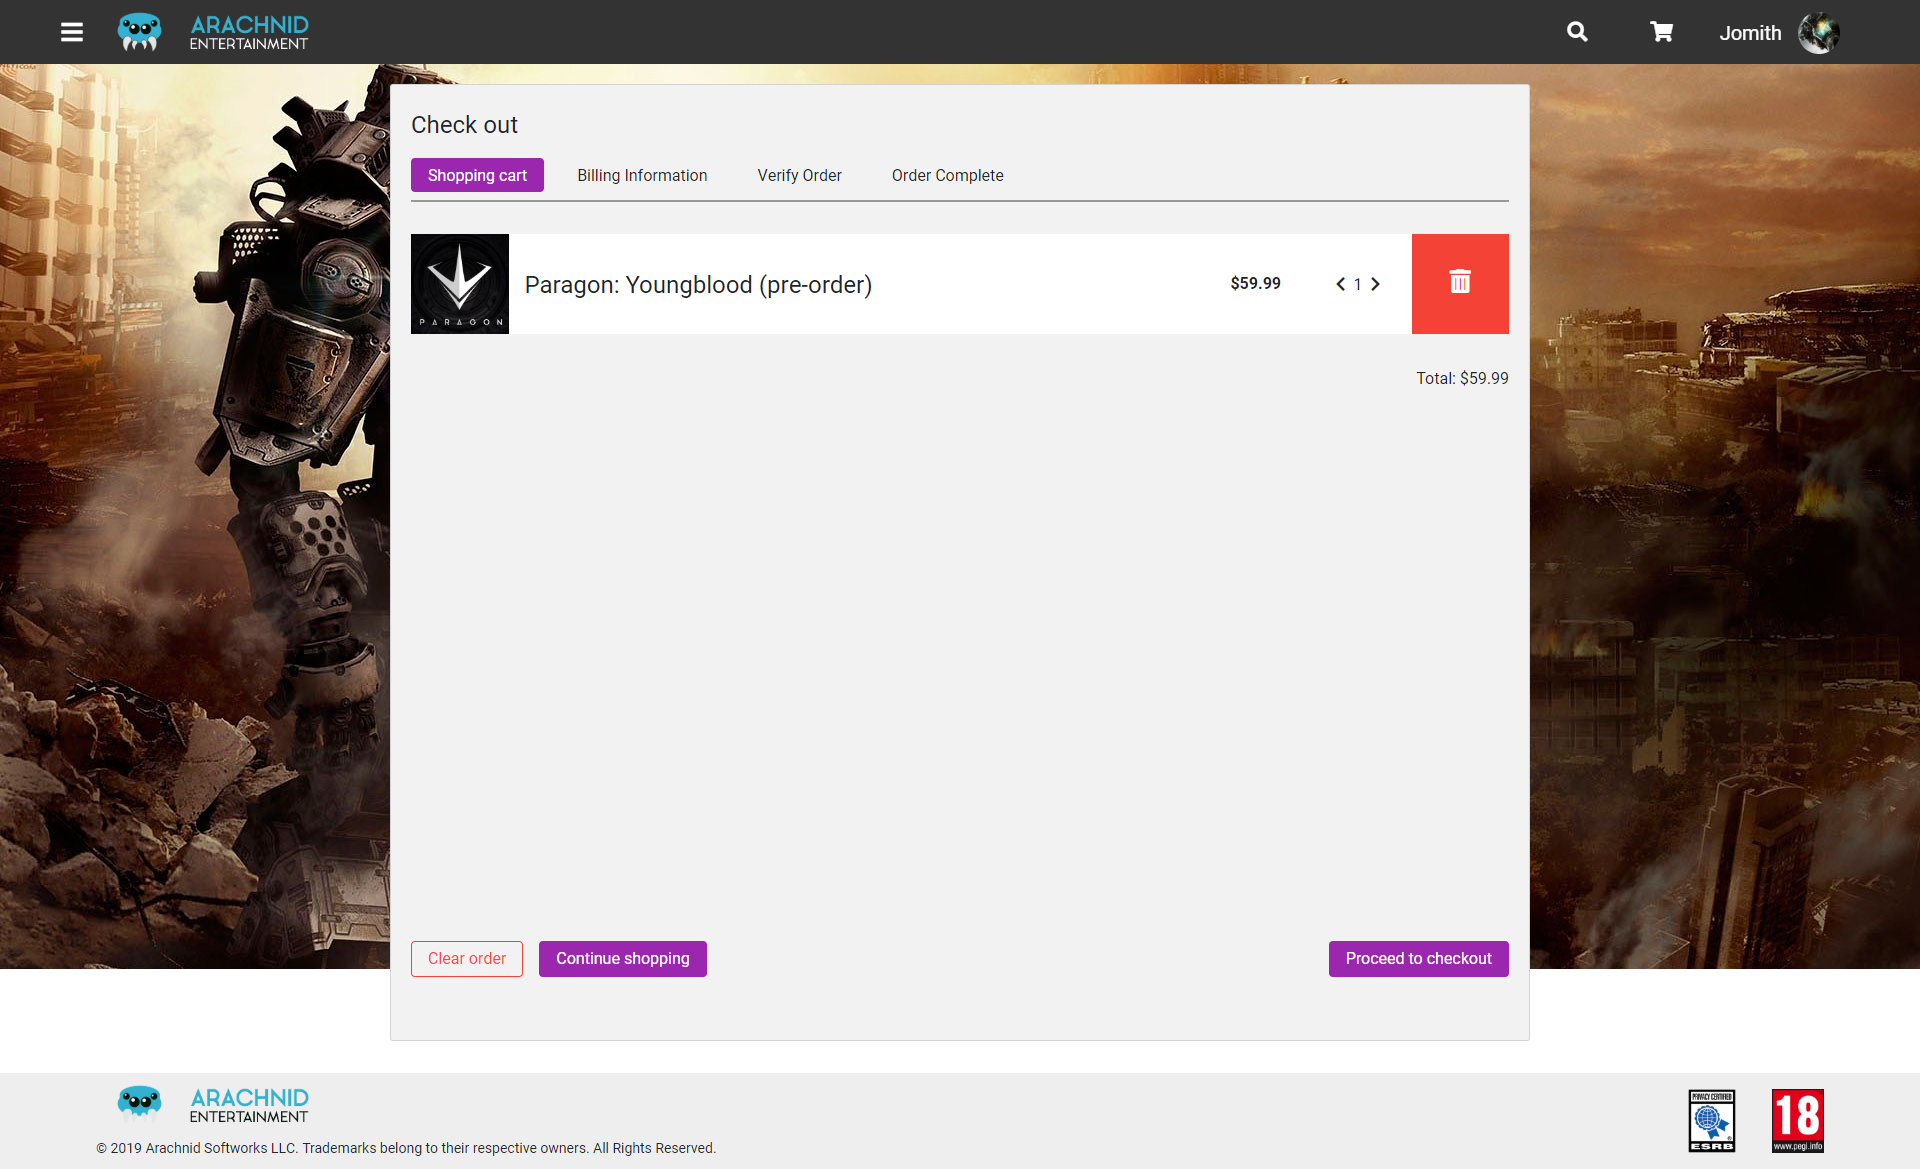 ARACHNID
ENTERTAINMENT
Jomith
Check out
Shopping cart
Billing Information
Verify Order
Order Complete
PARAGON
Paragon: Youngblood (pre-order)
$59.99
1
Total: $59.99
Clear order
Continue shopping
Proceed to checkout
ARACHNID
ENTERTAINMENT
© 2019 Arachnid Softworks LLC. Trademarks belong to their respective owners. All Rights Reserved.
PRIVACY CERTIFIED
ESRB
18
www.pegi.info